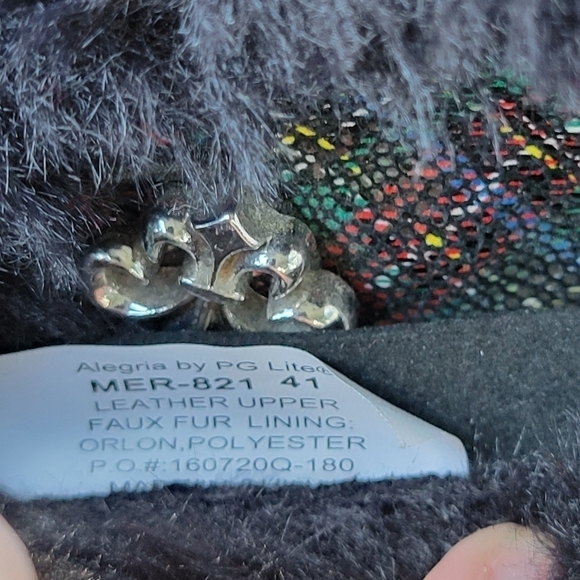 Alegria by PG Lite®
MER-821 41
LEATHER UPPER
FAUX FUR LINING:
ORLON,POLYESTER
P.O.#:160720Q-180